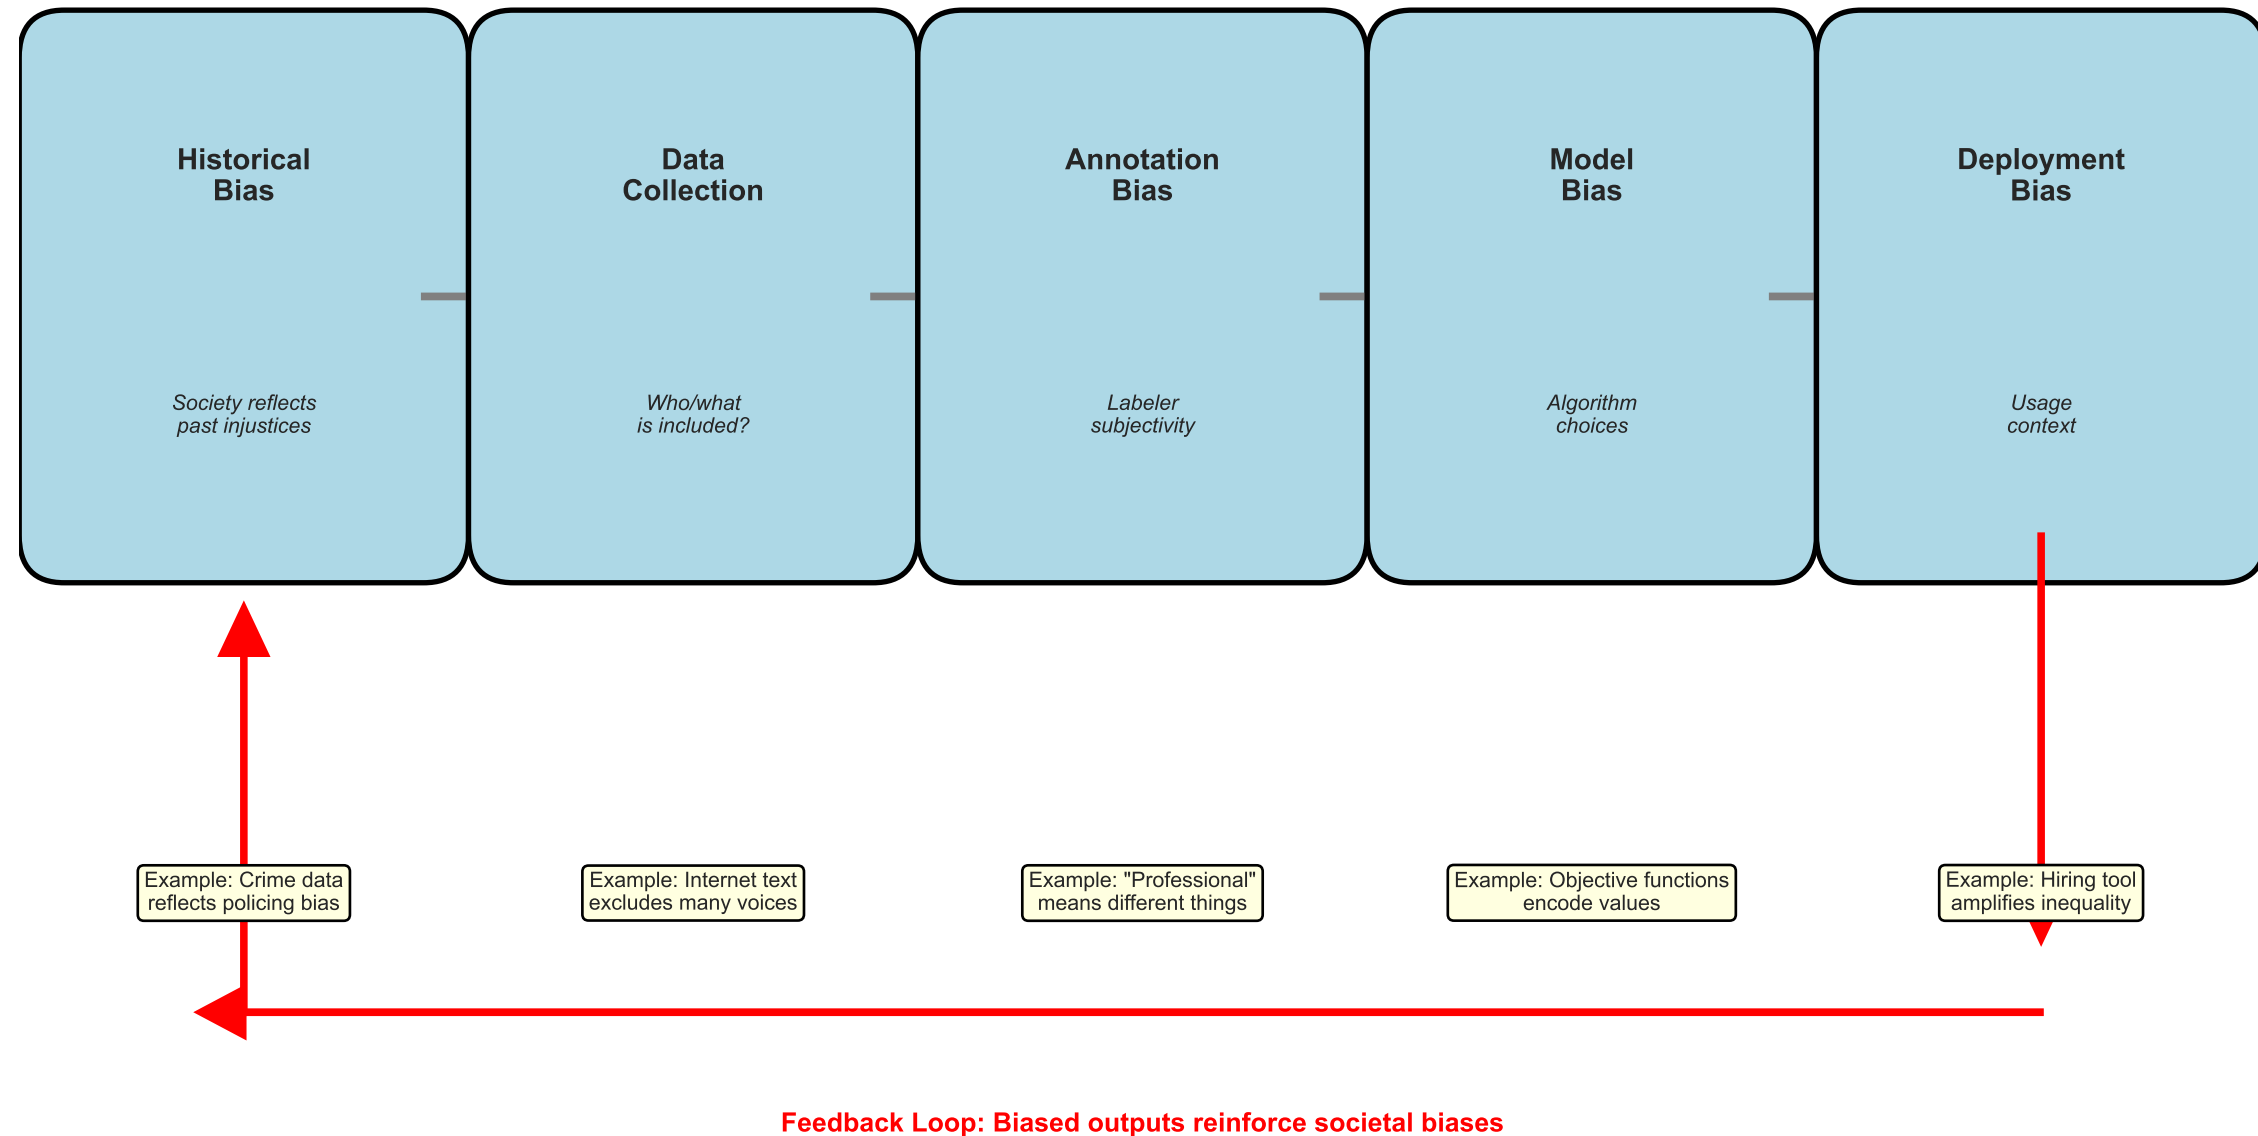 Historical
Bias
Data
Collection
Annotation
Bias
Model
Bias
Deployment
Bias
Society reflects
past injustices
Who/what
is included?
Labeler
subjectivity
Algorithm
choices
Usage
context
Example: Crime data
reflects policing bias
Example: Internet text
excludes many voices
Example: "Professional"
means different things
Example: Objective functions
encode values
Example: Hiring tool
amplifies inequality
Feedback Loop: Biased outputs reinforce societal biases